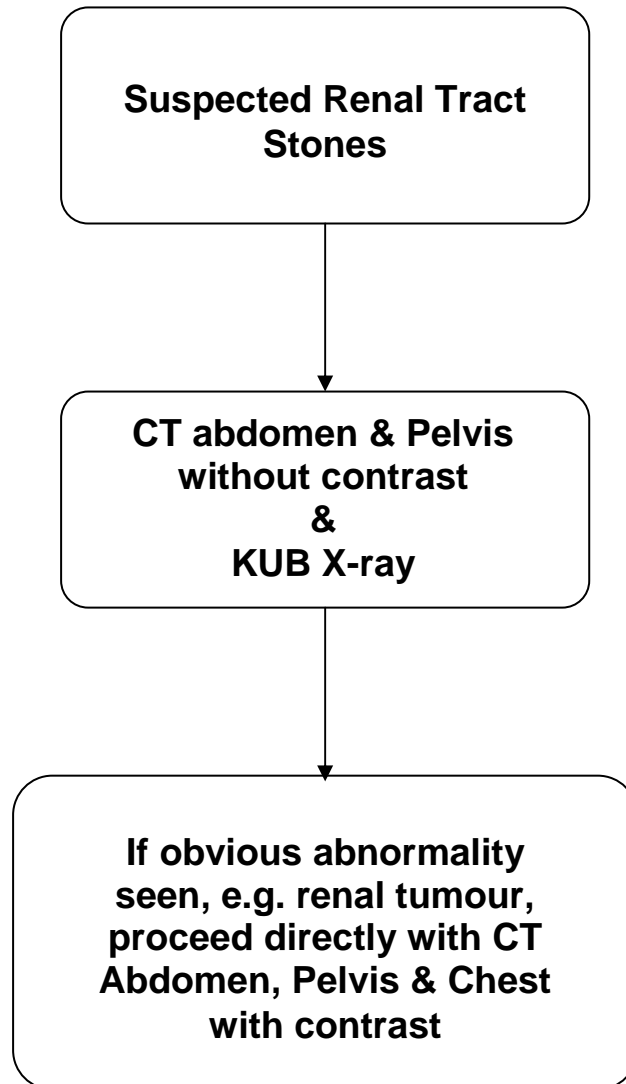 Suspected Renal Tract
Stones
CT abdomen & Pelvis
without contrast
&
KUB X-ray
If obvious abnormality
seen, e.g. renal tumour,
proceed directly with CT
Abdomen, Pelvis & Chest
with contrast